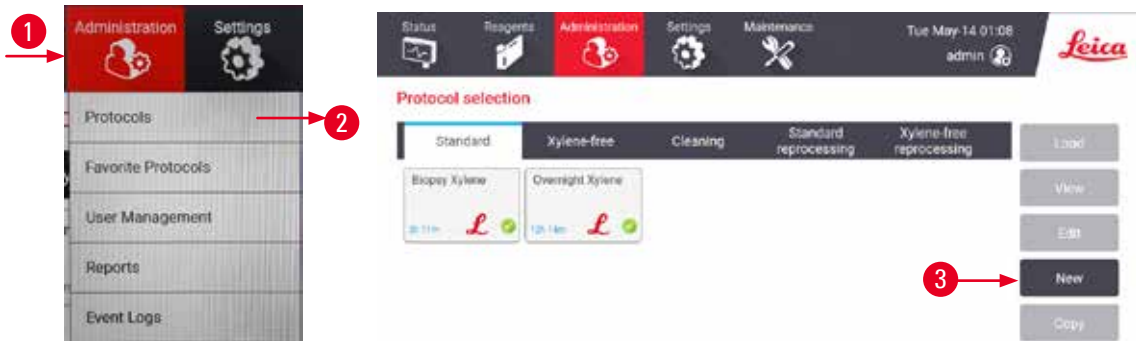 1
Administration
Settings
Protocols
2
Favorite Protocols
User Management
Reports
Event Logs
Status
Reagents
Administration
Settings
Maintenance
Tue May-14 01:08
admin
Leica
Protocol selection
Standard
Xylene-free
Cleaning
Standard
reprocessing
Xylene-free
reprocessing
Load
Biopsy Xylene
Overnight Xylene
View
L
L
Edit
3
New
Copy